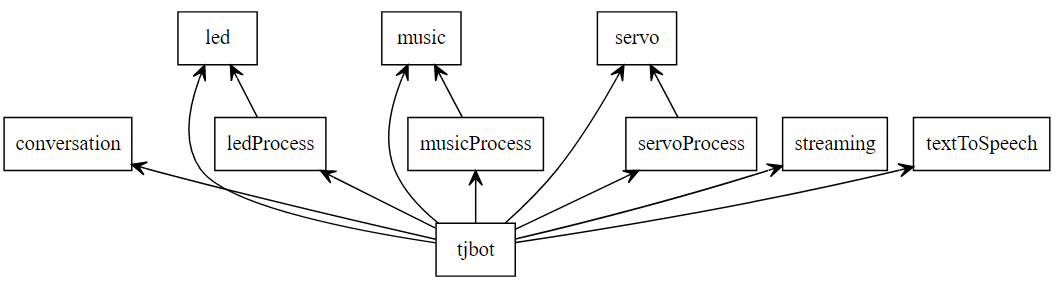 led
music
servo
conversation
ledProcess
musicProcess
servoProcess
streaming
textToSpeech
tjbot